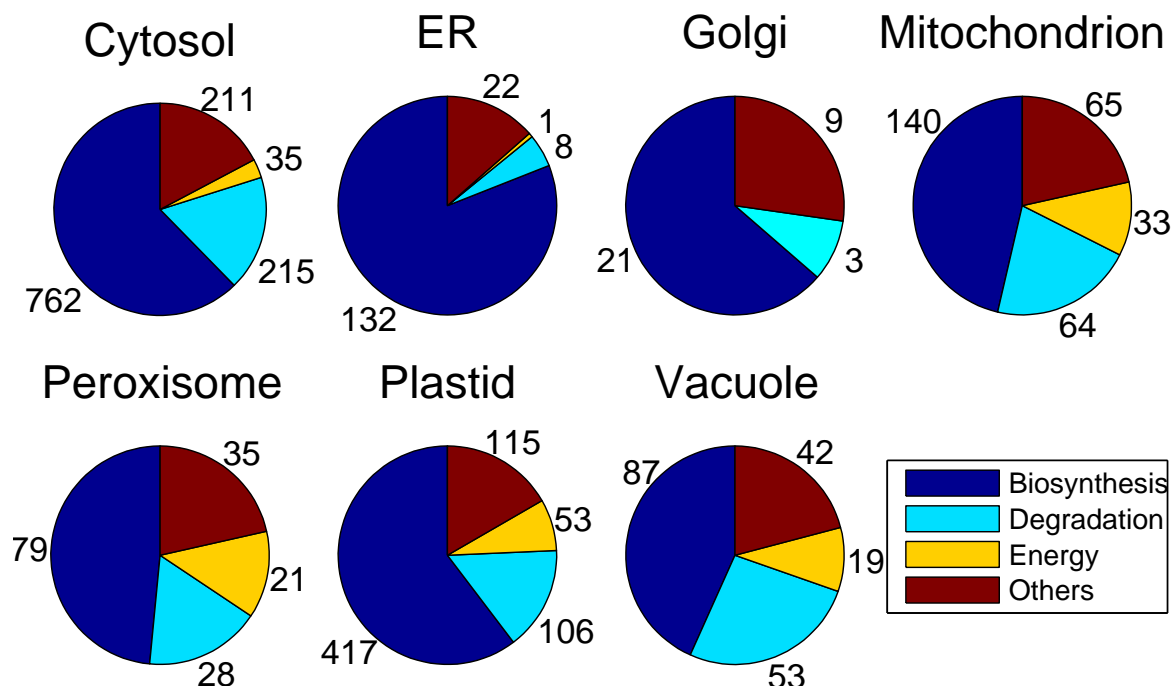 Cytosol
211
35
215
762
ER
22
1
8
132
Golgi
9
3
21
Mitochondrion
65
33
64
140
Peroxisome
35
21
28
79
Plastid
115
53
106
417
Vacuole
42
19
53
87
Biosynthesis
Degradation
Energy
Others